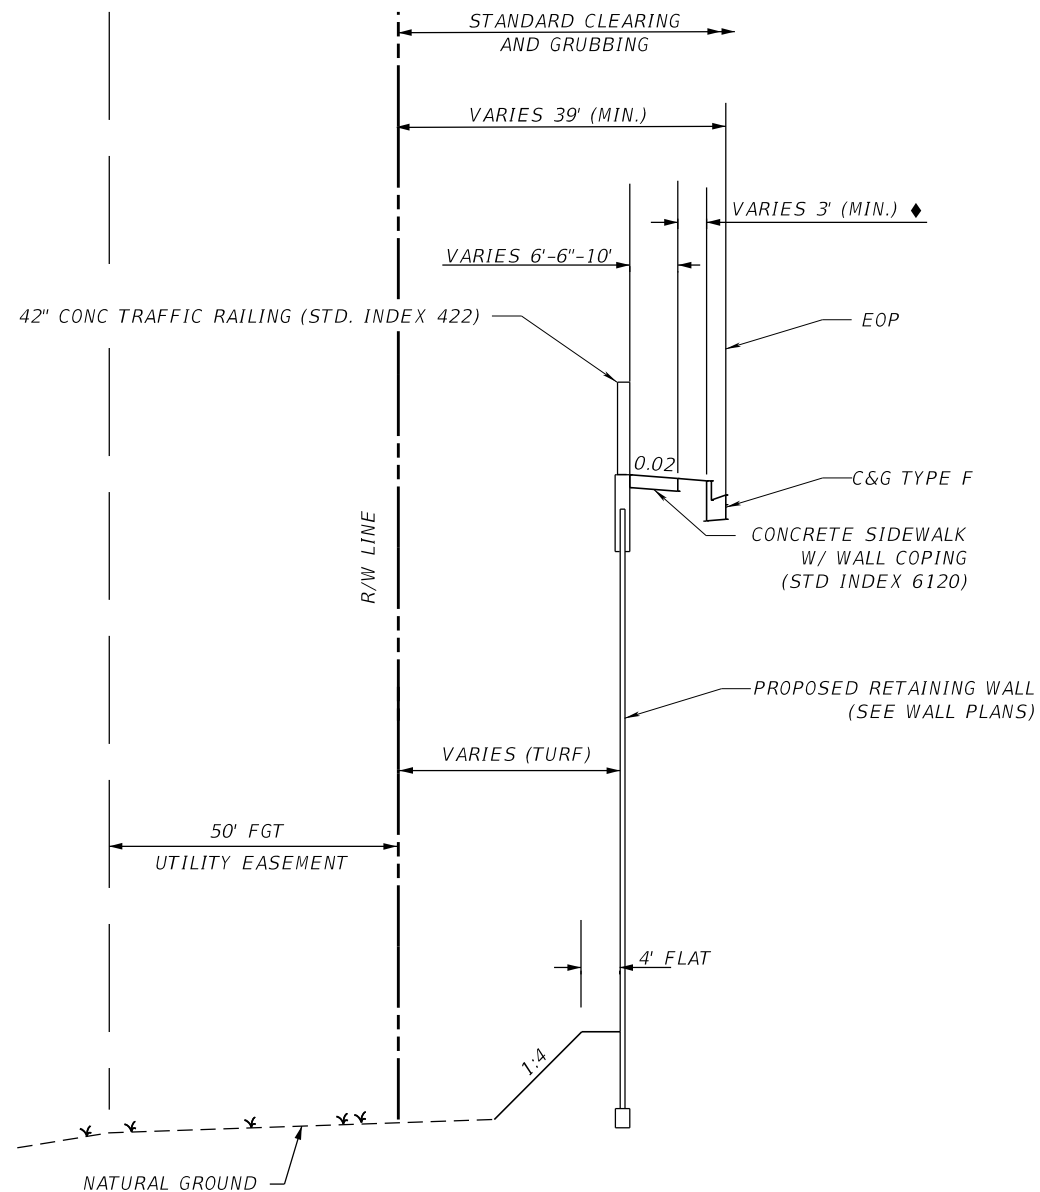 STANDARD CLEARING
AND GRUBBING
VARIES 39' (MIN.)
VARIES 3' (MIN.) ♦
VARIES 6'-6"-10'
42" CONC TRAFFIC RAILING (STD. INDEX 422)
EOP
0.02
C&G TYPE F
CONCRETE SIDEWALK
W/ WALL COPING
(STD INDEX 6120)
R/W LINE
PROPOSED RETAINING WALL
(SEE WALL PLANS)
VARIES (TURF)
50' FGT
UTILITY EASEMENT
4' FLAT
1:4
NATURAL GROUND